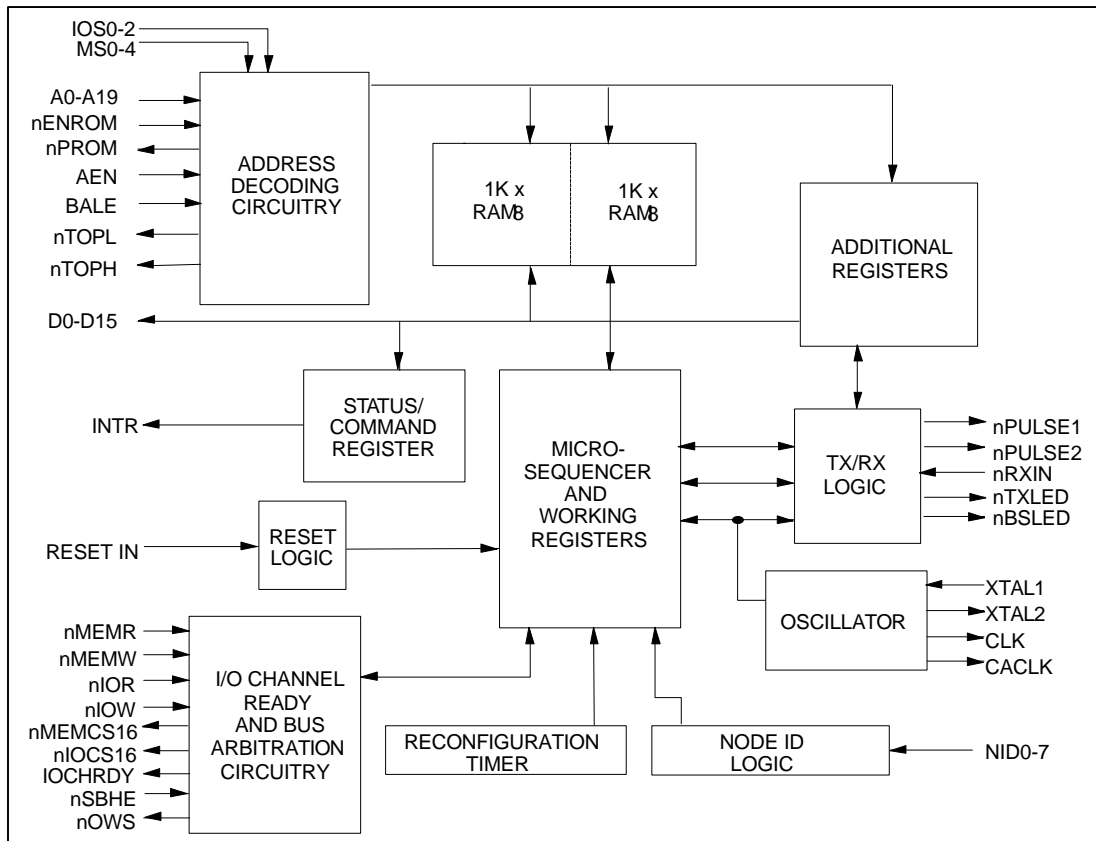 IOS0-2
MS0-4
A0-A19
nENROM
nPROM
AEN
BALE
nTOPL
nTOPH
ADDRESS
DECODING
CIRCUITRY
1K x
RAM8
1K x
RAM8
ADDITIONAL
REGISTERS
D0-D15
INTR
STATUS/
COMMAND
REGISTER
MICRO-
SEQUENCER
AND
WORKING
REGISTERS
TX/RX
LOGIC
nPULSE1
nPULSE2
nRXIN
nTXLED
nBSLED
RESET IN
RESET
LOGIC
OSCILLATOR
XTAL1
XTAL2
CLK
CACLK
nMEMR
nMEMW
nIOR
nIOW
nMEMCS16
nIOCS16
IOCHRDY
nSBHE
nOWS
I/O CHANNEL
READY
AND BUS
ARBITRATION
CIRCUITRY
RECONFIGURATION
TIMER
NODE ID
LOGIC
NID0-7